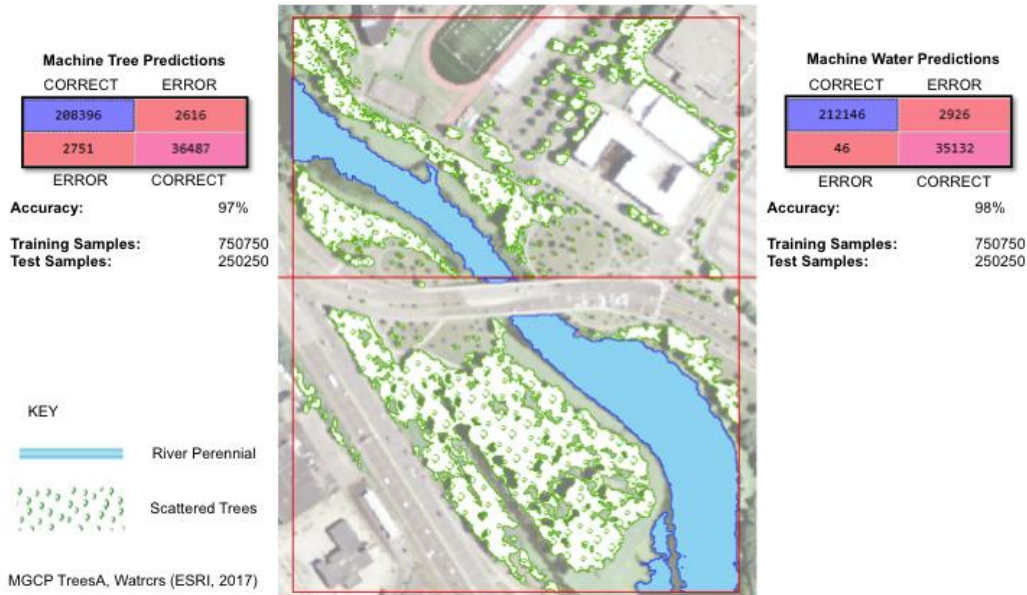 Machine Tree Predictions
CORRECT ERROR
208396 2616
2751 36487
ERROR CORRECT
Accuracy: 97%
Training Samples: 750750
Test Samples: 250250
KEY
River Perennial
Scattered Trees
MGCP TreesA, Watrcrs (ESRI, 2017)
Machine Water Predictions
CORRECT ERROR
212146 2926
46 35132
ERROR CORRECT
Accuracy: 98%
Training Samples: 750750
Test Samples: 250250